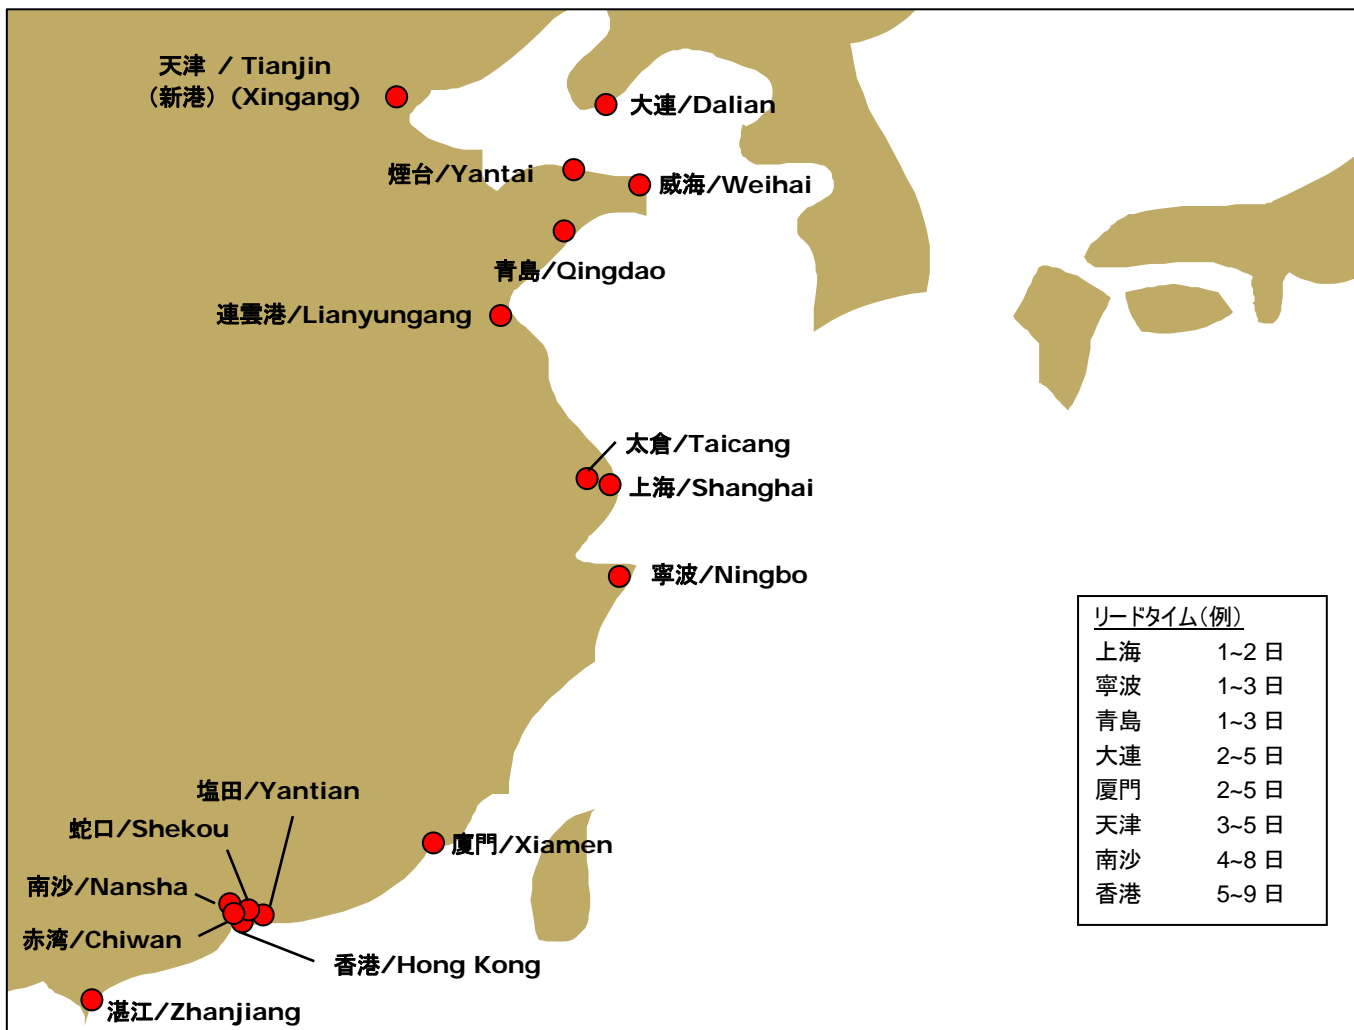 天津 / Tianjin
（新港）(Xingang)
大連/Dalian
煙台/Yantai
威海/Weihai
青島/Qingdao
連雲港/Lianyungang
太倉/Taicang
上海/Shanghai
寧波/Ningbo
リードタイム（例）
上海 1~2 日
寧波 1~3 日
青島 1~3 日
大連 2~5 日
厦門 2~5 日
天津 3~5 日
南沙 4~8 日
香港 5~9 日
塩田/Yantian
蛇口/Shekou
厦門/Xiamen
南沙/Nansha
赤湾/Chiwan
香港/Hong Kong
湛江/Zhanjiang